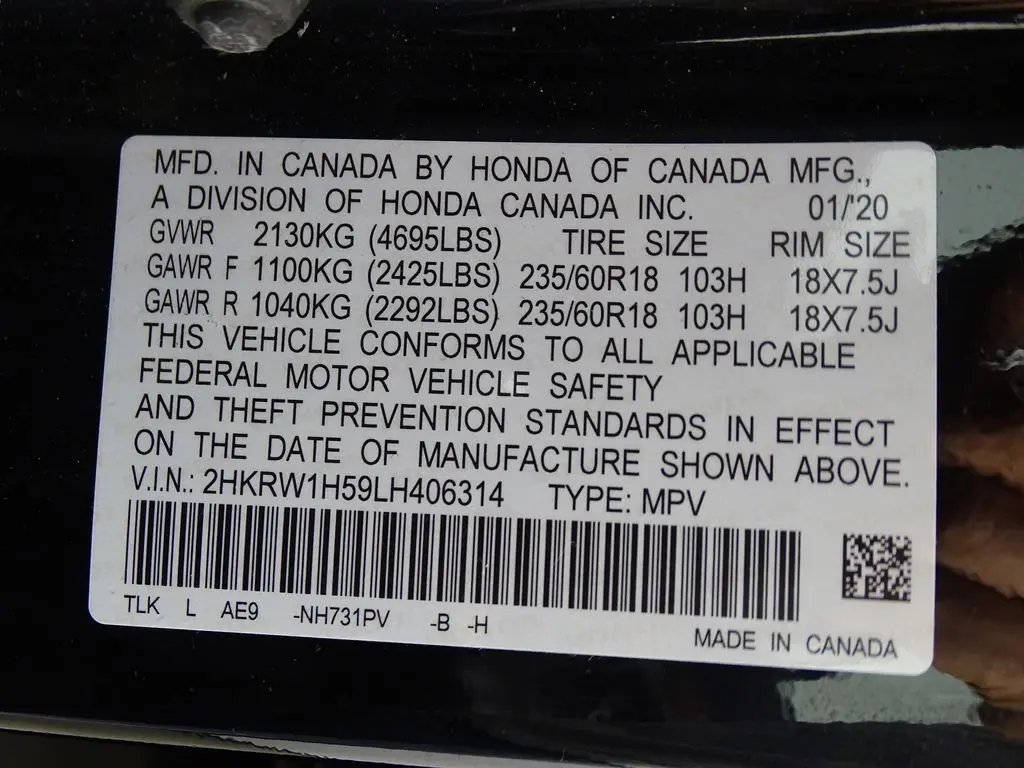 MFD. IN CANADA BY HONDA OF CANADA MFG.,
A DIVISION OF HONDA CANADA INC. 01/'20
GVWR 2130KG (4695LBS) TIRE SIZE RIM SIZE
GAWR F 1100KG (2425LBS) 235/60R18 103H 18X7.5J
GAWR R 1040KG (2292LBS) 235/60R18 103H 18X7.5J
THIS VEHICLE CONFORMS TO ALL APPLICABLE
FEDERAL MOTOR VEHICLE SAFETY
AND THEFT PREVENTION STANDARDS IN EFFECT
ON THE DATE OF MANUFACTURE SHOWN ABOVE.
V.I.N.: 2HKRW1H59LH406314 TYPE: MPV
TLK L AE9 -NH731PV -B -H
MADE IN CANADA